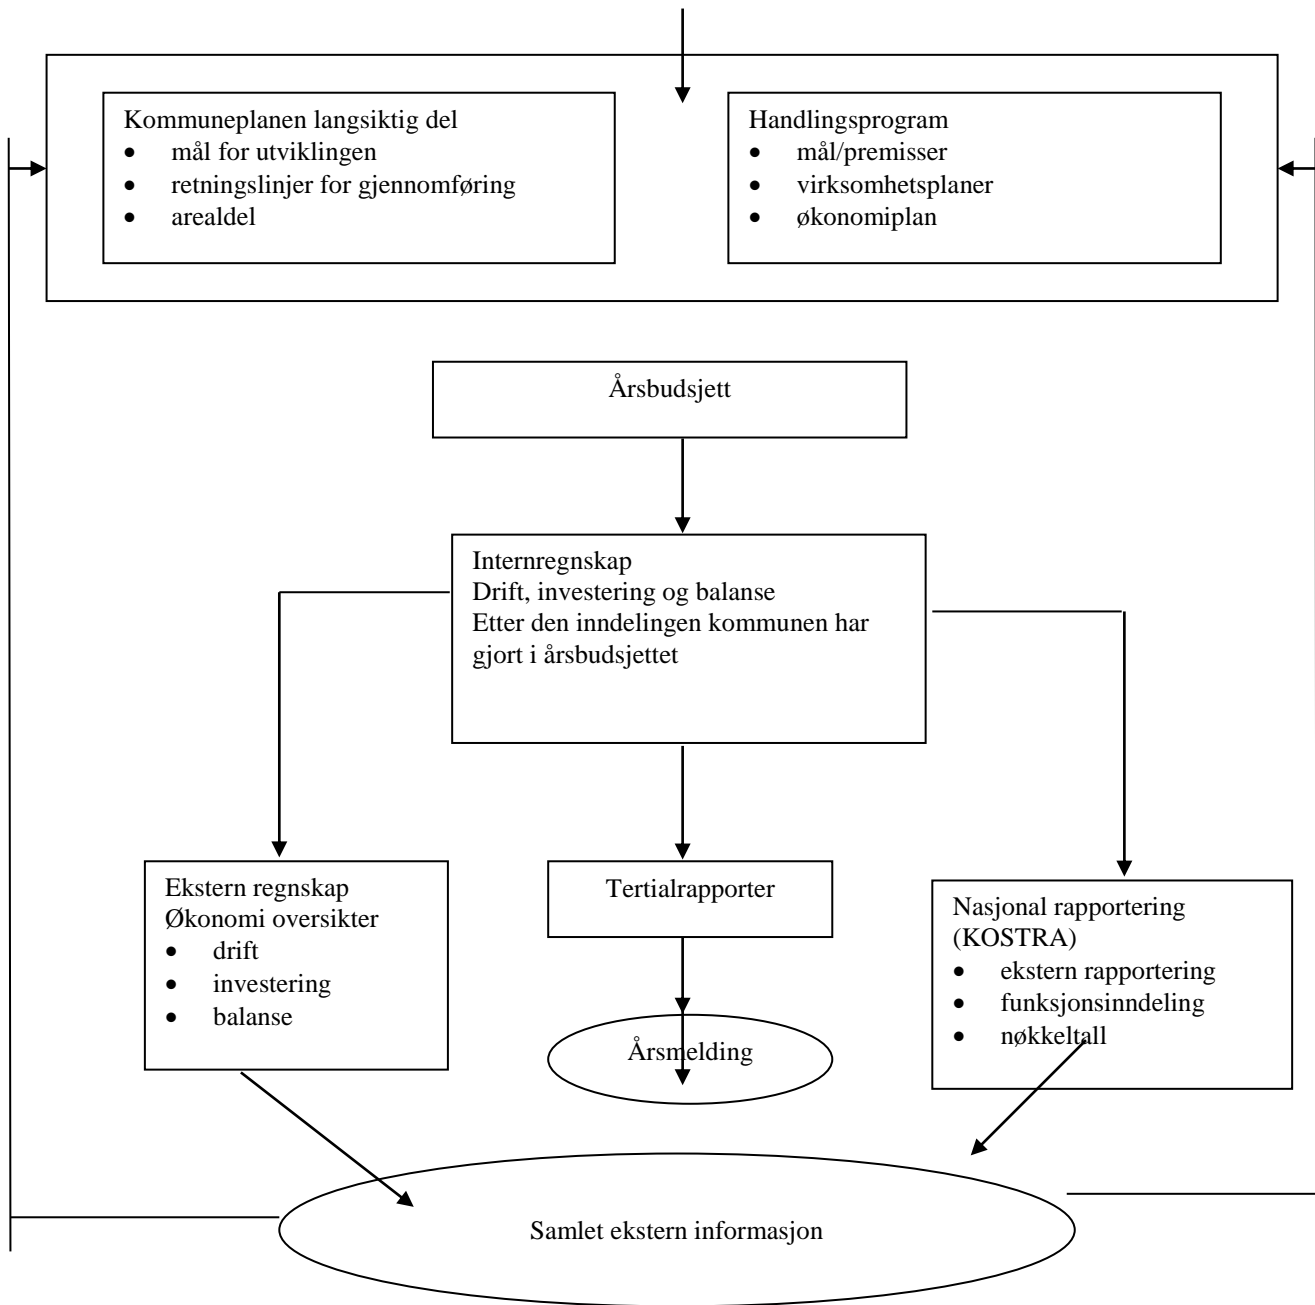 Kommuneplanen langsiktig del
• mål for utviklingen
• retningslinjer for gjennomføring
• arealdel
Handlingsprogram
• mål/premisser
• virksomhetsplaner
• økonomiplan
Årsbudsjett
Internregnskap
Drift, investering og balanse
Etter den inndelingen kommunen har
gjort i årsbudsjettet
Ekstern regnskap
Økonomi oversikter
• drift
• investering
• balanse
Tertialrapporter
Nasjonal rapportering
(KOSTRA)
• ekstern rapportering
• funksjonsinndeling
• nøkkeltall
Årsmelding
Samlet ekstern informasjon